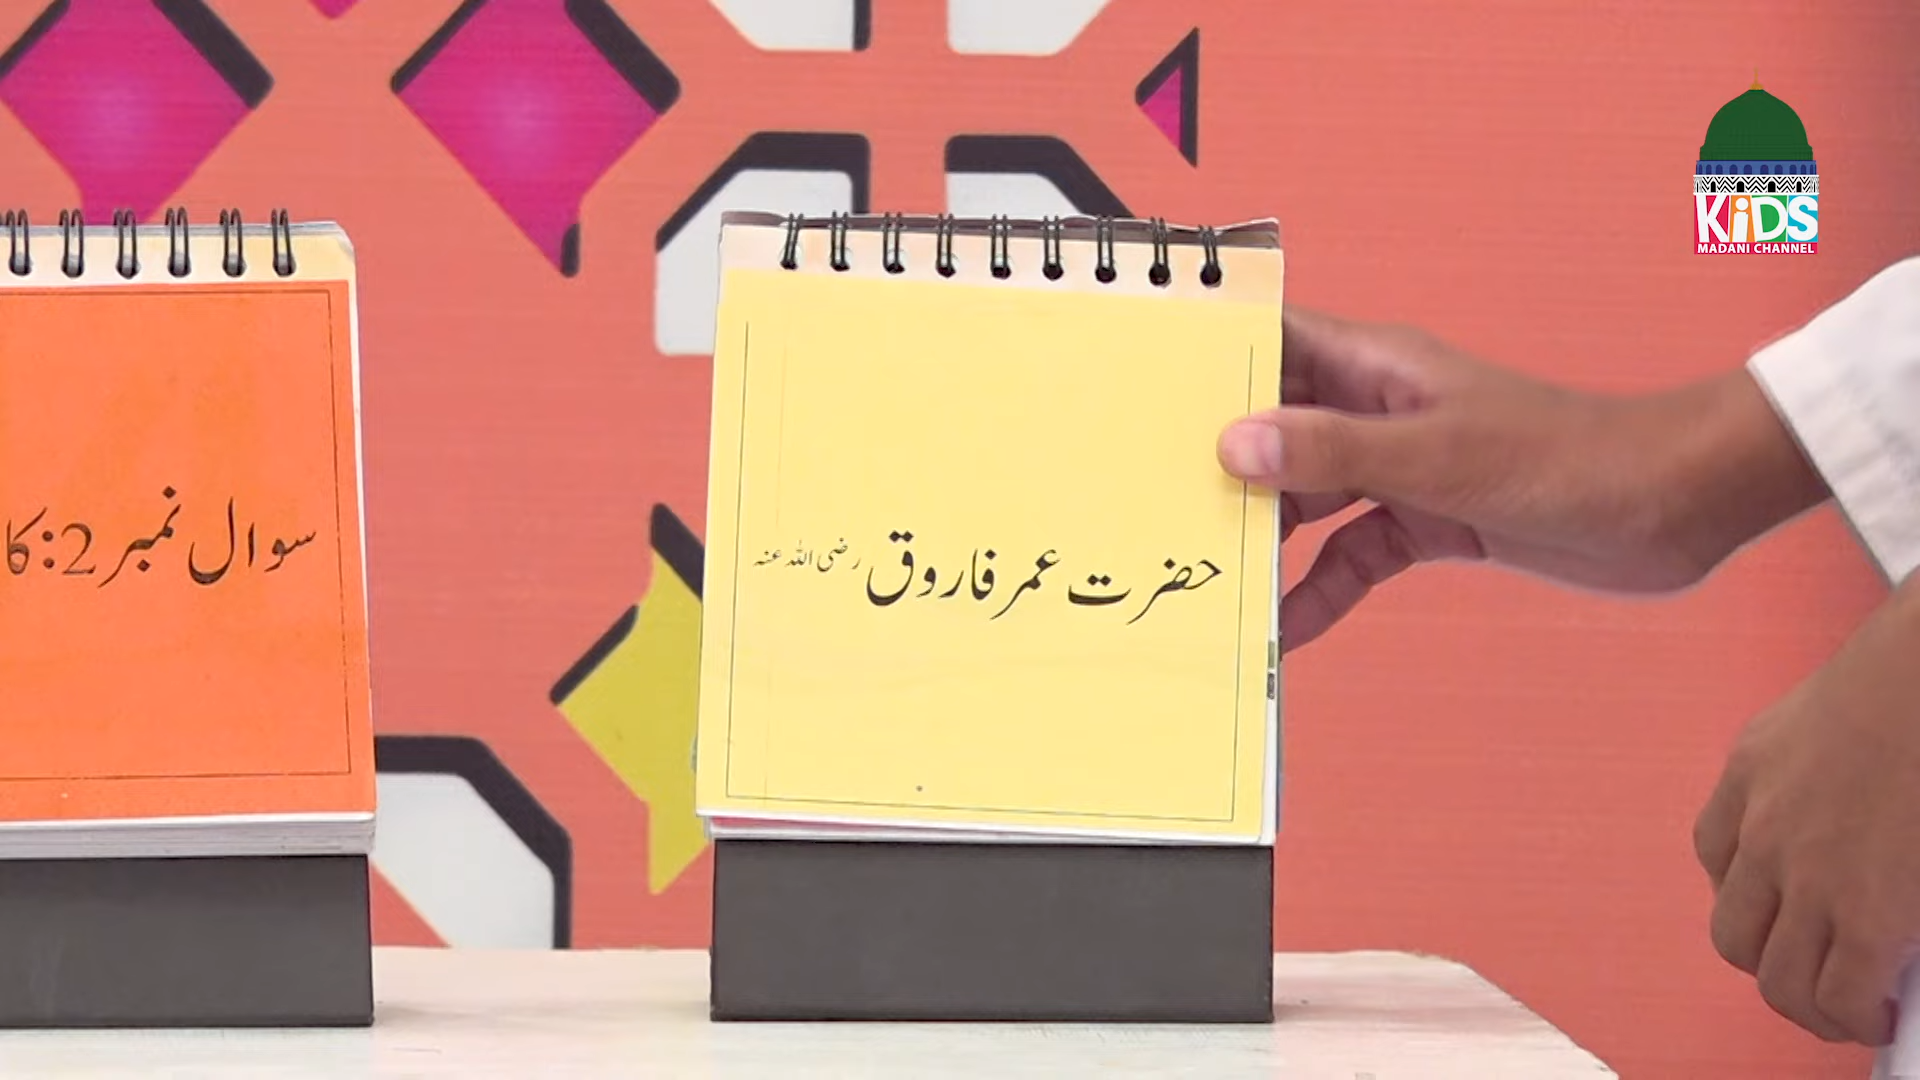 KiDS
MADANI CHANNEL
حضرت عمر فاروق رضی اللہ عنہ
سوال نمبر 2: کا